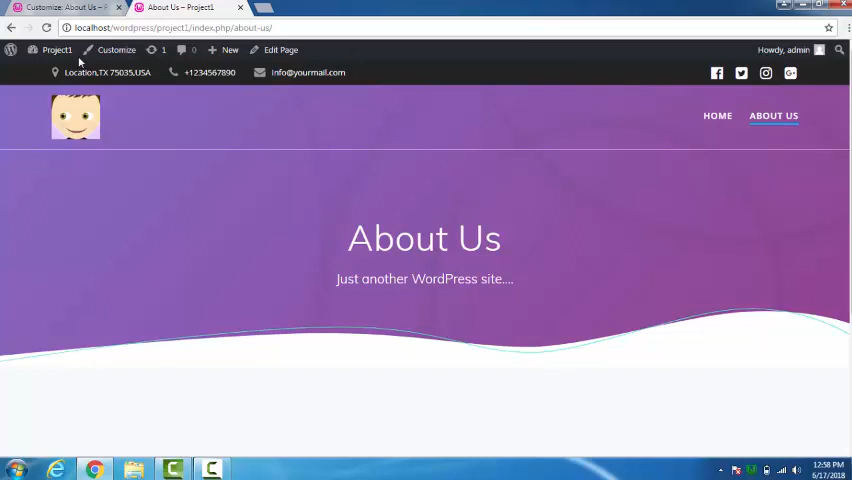 Customize: About Us – P
About Us – Project1
localhost/wordpress/project1/index.php/about-us/
Project1 Customize 1 0 New Edit Page Howdy, admin
Location,TX 75035,USA +1234567890 Info@yourmail.com
HOME ABOUT US
About Us
Just another WordPress site....
12:58 PM
6/17/2018